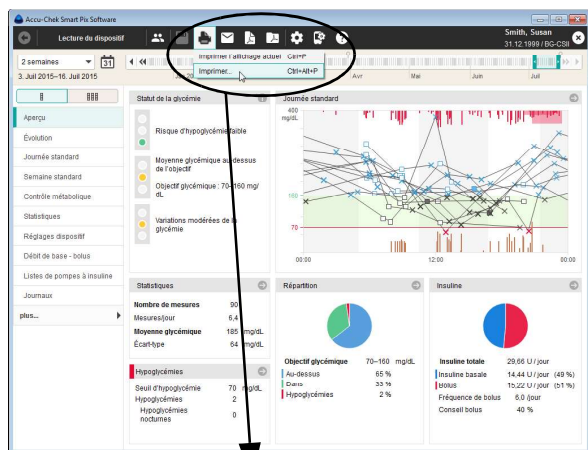 Accu-Chek Smart Pix Software
Lecture du dispositif
Smith, Susan
31.12.1999 / BG-CSII
2 semaines
31
3. Juil 2015–16. Juil 2015
Imprimer l'affichage actuel Ctrl+P
Imprimer... Ctrl+Alt+P
Avr
Mai
Juin
Juil
Aperçu
Évolution
Journée standard
Semaine standard
Contrôle métabolique
Statistiques
Réglages dispositif
Débit de base - bolus
Listes de pompes à insuline
Journaux
plus...
Statut de la glycémie
Risque d'hypoglycémie faible
Moyenne glycémique au-dessus
de l'objectif
Objectif glycémique : 70–160 mg/
dL
Variations modérées de la
glycémie
Journée standard
400
mg/dL
160
70
00:00
12:00
00:00
Statistiques
Nombre de mesures 90
Mesures/jour 6,4
Moyenne glycémique 185 mg/dL
Écart-type 64 mg/dL
Hypoglycémies
Seuil d'hypoglycémie 70 mg/dL
Hypoglycémies 2
Hypoglycémies
nocturnes 0
Répartition
Objectif glycémique 70–160 mg/dL
Au-dessus 65 %
Dans 33 %
Hypoglycémies 2 %
Insuline
Insuline totale 29,66 U / jour
Insuline basale 14,44 U / jour (49 %)
Bolus 15,22 U / jour (51 %)
Fréquence de bolus 6,0 /jour
Conseil bolus 40 %